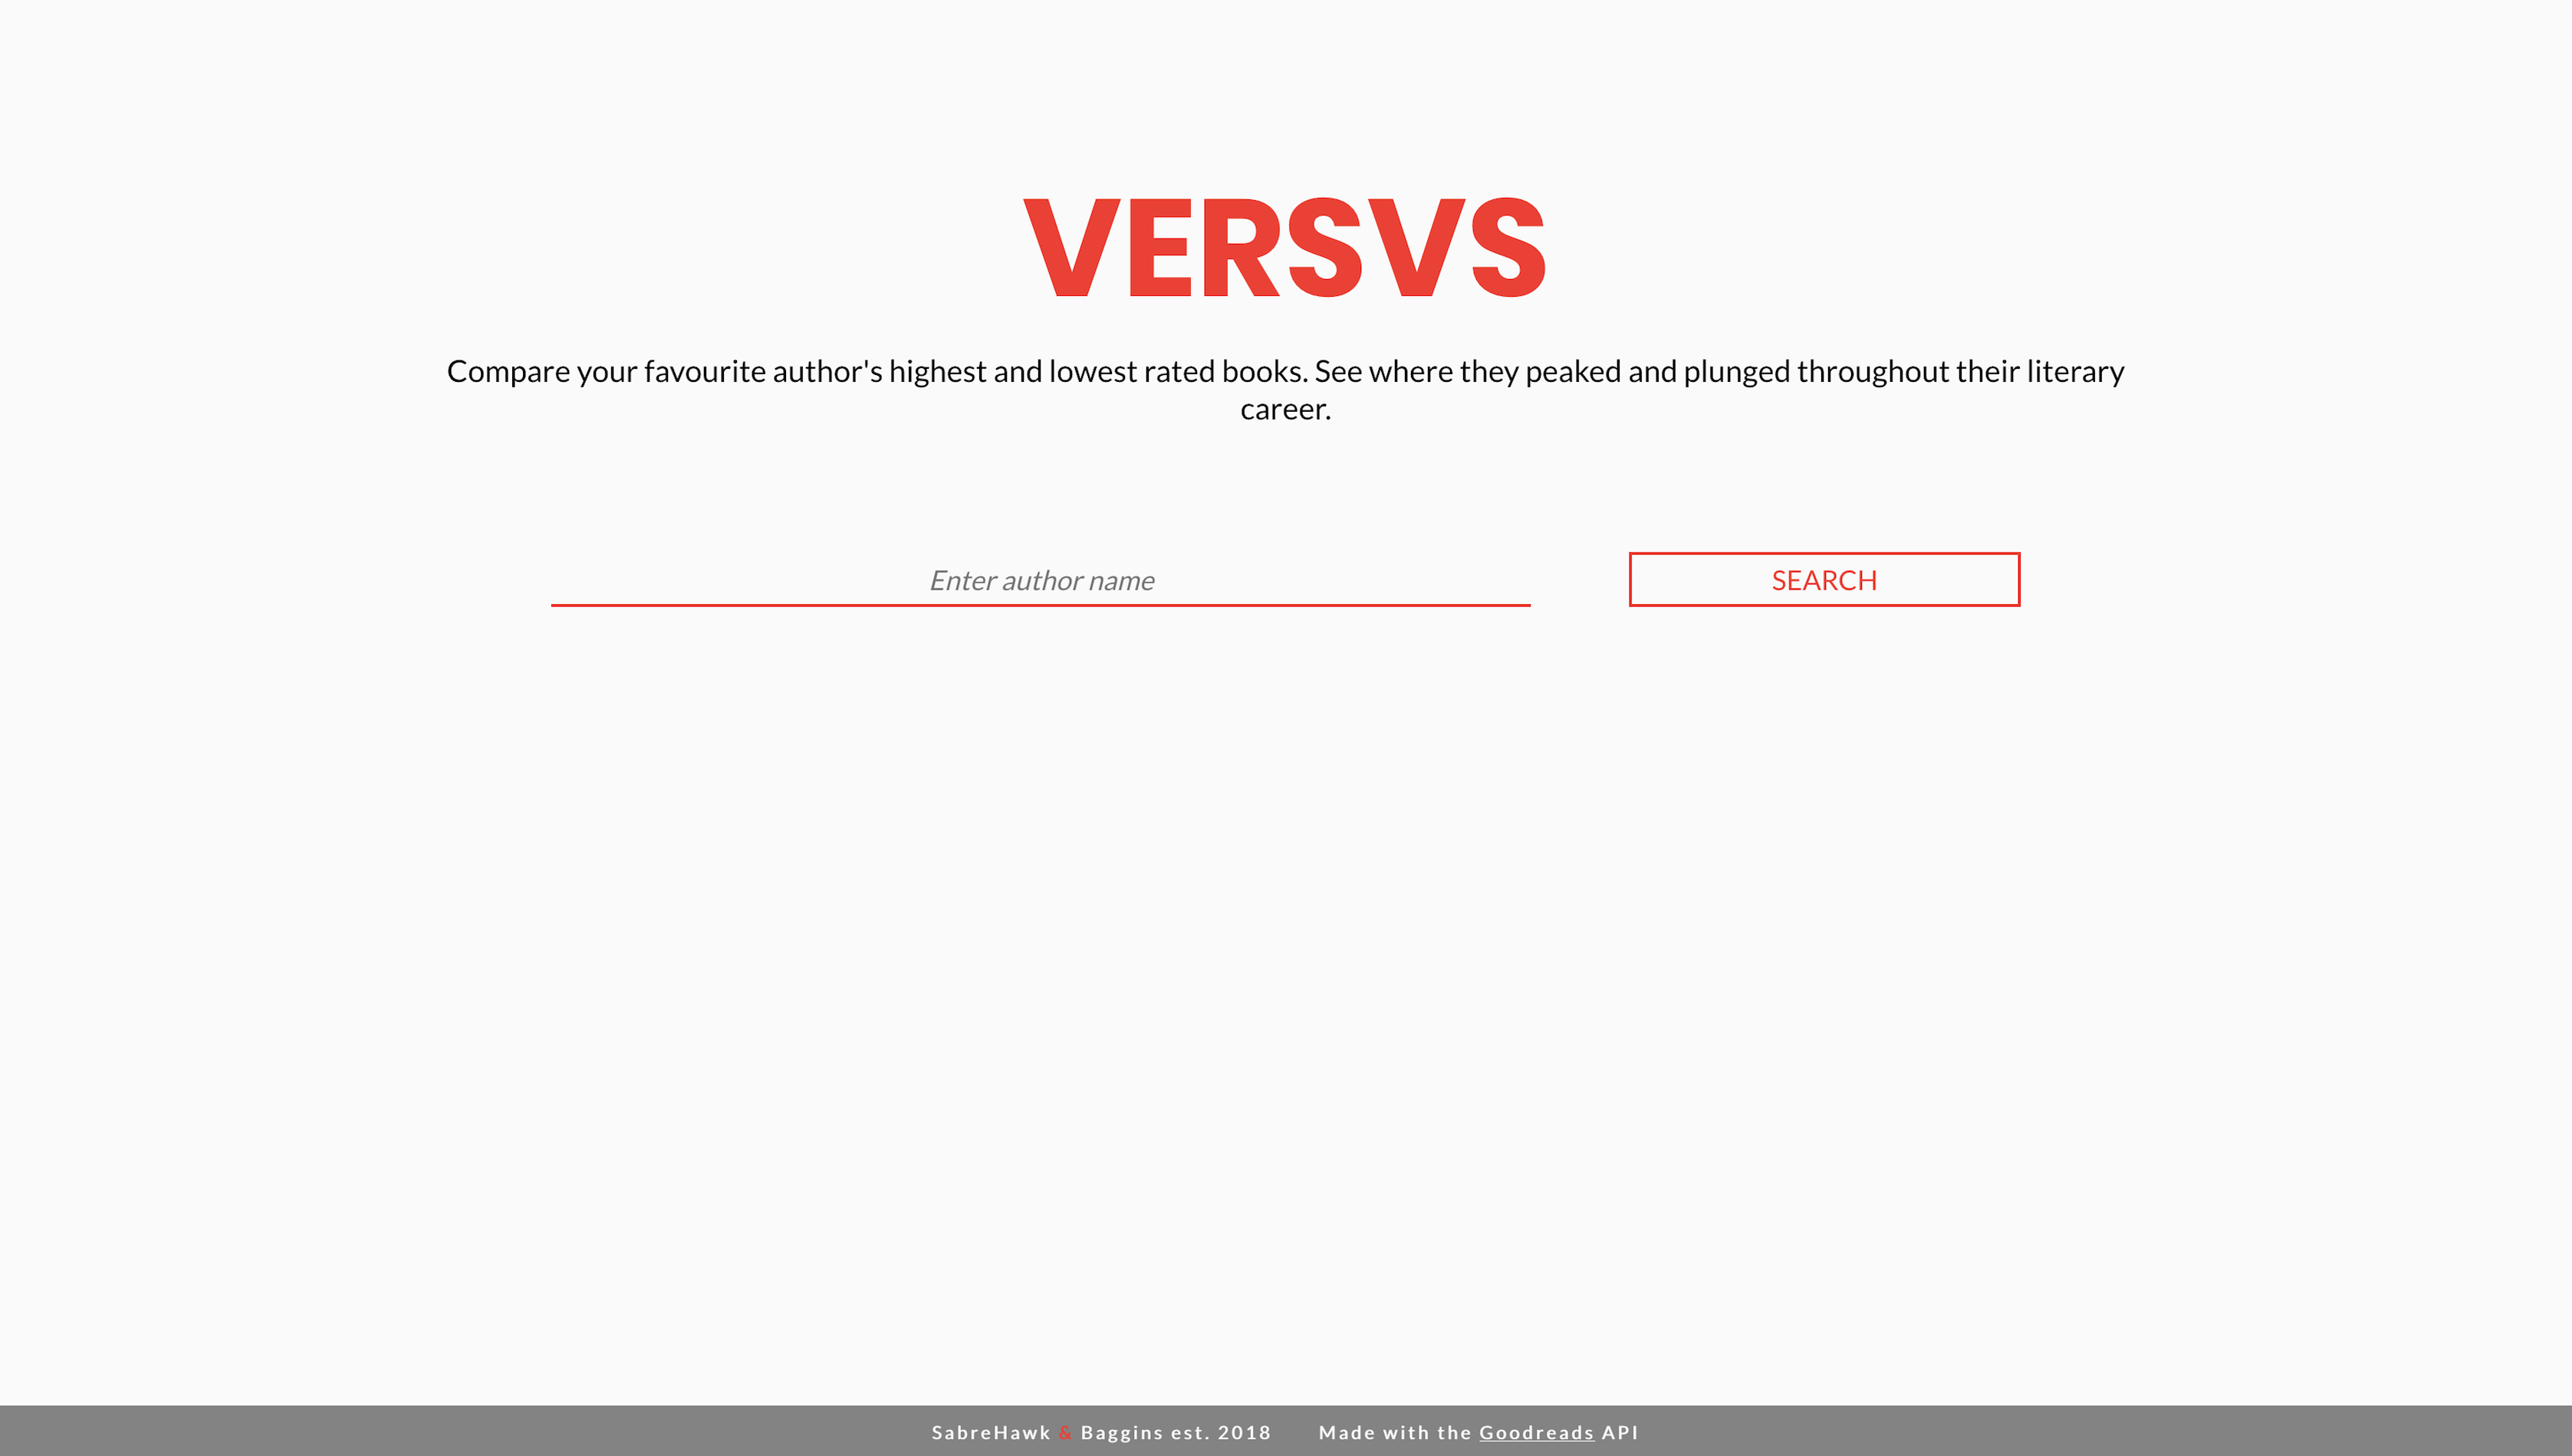 VERSVS
Compare your favourite author's highest and lowest rated books. See where they peaked and plunged throughout their literary
career.
Enter author name
SEARCH
SabreHawk & Baggins est. 2018 Made with the Goodreads API